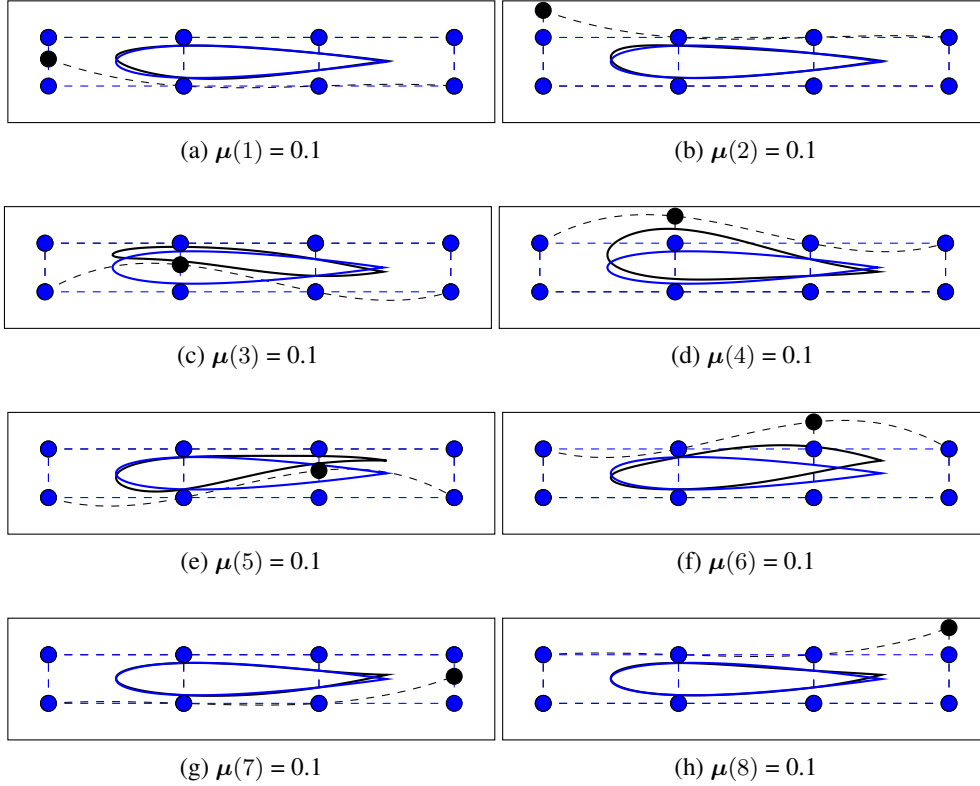 (a) μ(1) = 0.1
(b) μ(2) = 0.1
(c) μ(3) = 0.1
(d) μ(4) = 0.1
(e) μ(5) = 0.1
(f) μ(6) = 0.1
(g) μ(7) = 0.1
(h) μ(8) = 0.1